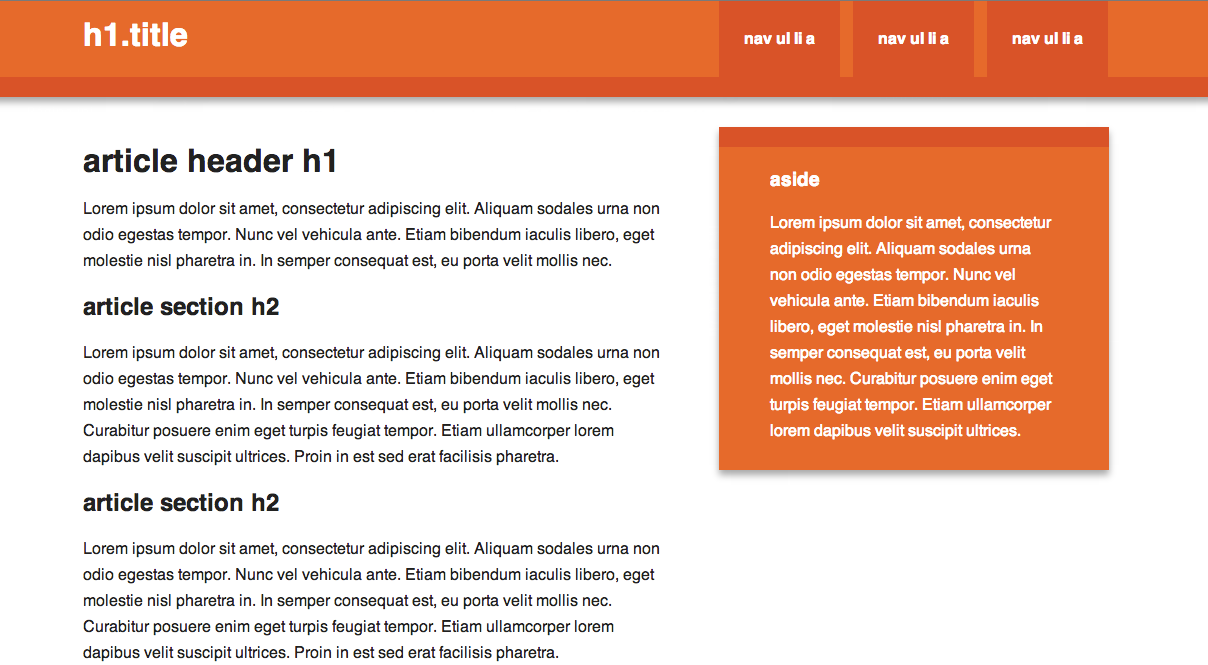 h1.title
nav ul li a
nav ul li a
nav ul li a
article header h1
Lorem ipsum dolor sit amet, consectetur adipiscing elit. Aliquam sodales urna non
odio egestas tempor. Nunc vel vehicula ante. Etiam bibendum iaculis libero, eget
molestie nisl pharetra in. In semper consequat est, eu porta velit mollis nec.
article section h2
Lorem ipsum dolor sit amet, consectetur adipiscing elit. Aliquam sodales urna non
odio egestas tempor. Nunc vel vehicula ante. Etiam bibendum iaculis libero, eget
molestie nisl pharetra in. In semper consequat est, eu porta velit mollis nec.
Curabitur posuere enim eget turpis feugiat tempor. Etiam ullamcorper lorem
dapibus velit suscipit ultrices. Proin in est sed erat facilisis pharetra.
article section h2
Lorem ipsum dolor sit amet, consectetur adipiscing elit. Aliquam sodales urna non
odio egestas tempor. Nunc vel vehicula ante. Etiam bibendum iaculis libero, eget
molestie nisl pharetra in. In semper consequat est, eu porta velit mollis nec.
Curabitur posuere enim eget turpis feugiat tempor. Etiam ullamcorper lorem
dapibus velit suscipit ultrices. Proin in est sed erat facilisis pharetra.
aside
Lorem ipsum dolor sit amet, consectetur
adipiscing elit. Aliquam sodales urna
non odio egestas tempor. Nunc vel
vehicula ante. Etiam bibendum iaculis
libero, eget molestie nisl pharetra in. In
semper consequat est, eu porta velit
mollis nec. Curabitur posuere enim eget
turpis feugiat tempor. Etiam ullamcorper
lorem dapibus velit suscipit ultrices.